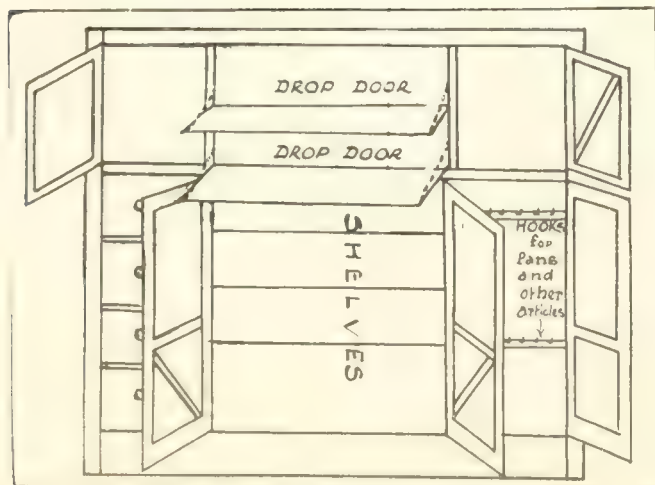 DROP DOOR
DROP DOOR
SHELVES
HOOKS
for
Pans
and
other
articles